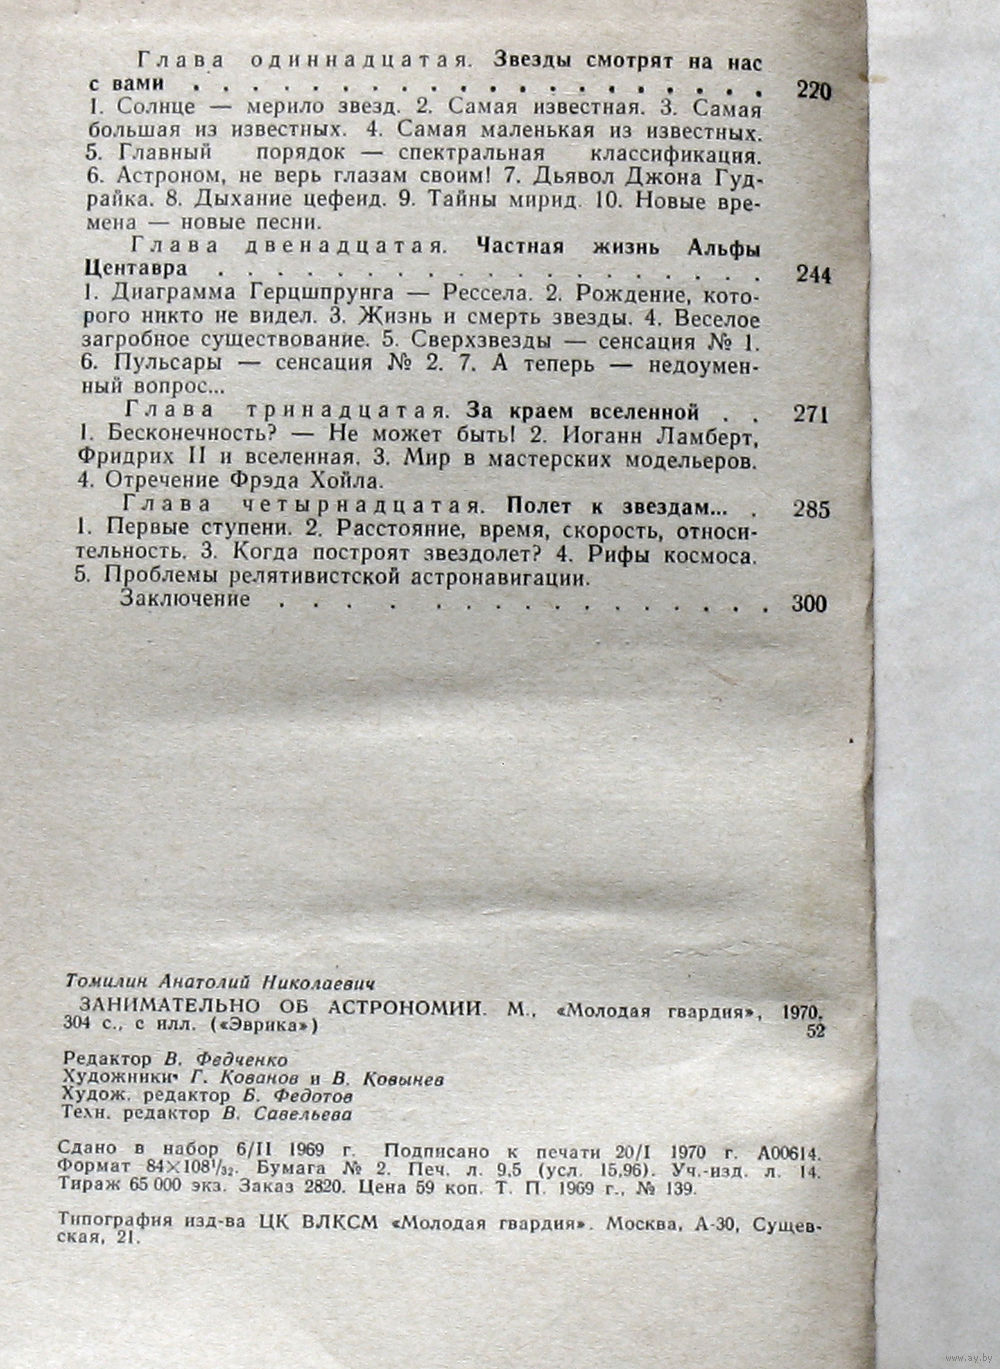 Глава одиннадцатая. Звезды смотрят на нас
с вами . . . . . . . . . . . . . . . . . . . 220
1. Солнце — мерило звезд. 2. Самая известная. 3. Самая
большая из известных. 4. Самая маленькая из известных.
5. Главный порядок — спектральная классификация.
6. Астроном, не верь глазам своим! 7. Дьявол Джона Гуд-
райка. 8. Дыхание цефеид. 9. Тайны мирид. 10. Новые вре-
мена — новые песни.
Глава двенадцатая. Частная жизнь Альфы
Центавра . . . . . . . . . . . . . . . . . . 244
1. Диаграмма Герцшпрунга — Рессела. 2. Рождение, кото-
рого никто не видел. 3. Жизнь и смерть звезды. 4. Веселое
загробное существование. 5. Сверхзвезды — сенсация № 1.
6. Пульсары — сенсация № 2. 7. А теперь — недоумен-
ный вопрос...
Глава тринадцатая. За краем вселенной . . 271
1. Бесконечность? — Не может быть! 2. Иоганн Ламберт,
Фридрих II и вселенная. 3. Мир в мастерских модельеров.
4. Отречение Фрэда Хойла.
Глава четырнадцатая. Полет к звездам... . 285
1. Первые ступени. 2. Расстояние, время, скорость, относи-
тельность. 3. Когда построят звездолет? 4. Рифы космоса.
5. Проблемы релятивистской астронавигации.
Заключение . . . . . . . . . . . . . . . . 300
Томилин Анатолий Николаевич
ЗАНИМАТЕЛЬНО ОБ АСТРОНОМИИ. М., «Молодая гвардия», 1970.
304 с., с илл. («Эврика») 52
Редактор В. Федченко
Художники Г. Кованов и В. Ковынев
Худож. редактор Б. Федотов
Техн. редактор В. Савельева
Сдано в набор 6/II 1969 г. Подписано к печати 20/I 1970 г. А00614.
Формат 84×108¹/₃₂. Бумага № 2. Печ. л. 9,5 (усл. 15,96). Уч.-изд. л. 14.
Тираж 65 000 экз. Заказ 2820. Цена 59 коп. Т. П. 1969 г., № 139.
Типография изд-ва ЦК ВЛКСМ «Молодая гвардия». Москва, А-30, Сущев-
ская, 21.
www.ay.by